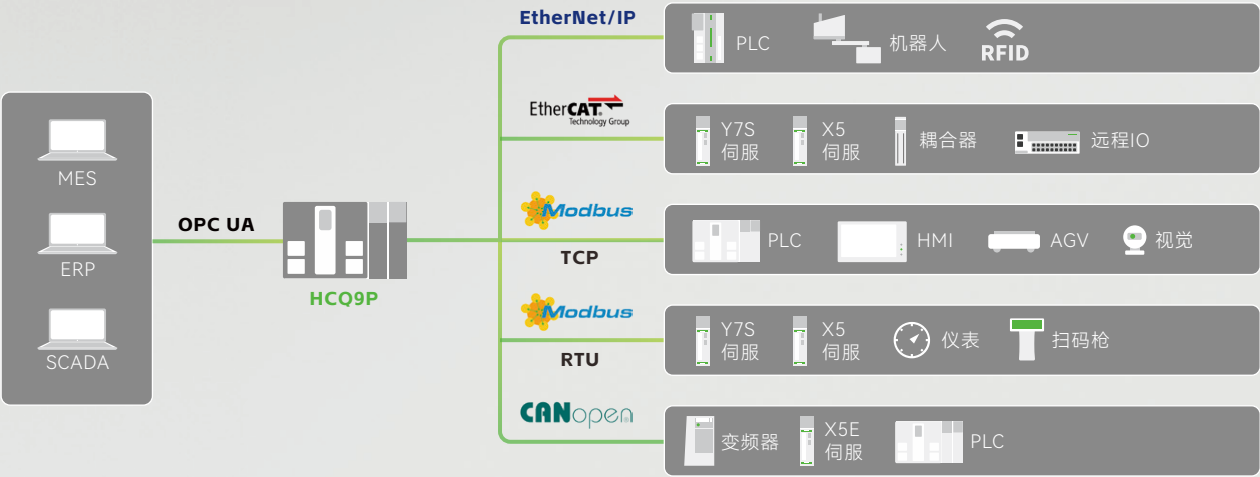 MES
ERP
SCADA
OPC UA
HCQ9P
EtherNet/IP
PLC
机器人
RFID
EtherCAT
Technology Group
Y7S
伺服
X5
伺服
耦合器
远程IO
Modbus
TCP
PLC
HMI
AGV
视觉
Modbus
RTU
Y7S
伺服
X5
伺服
仪表
扫码枪
CANopen
变频器
X5E
伺服
PLC